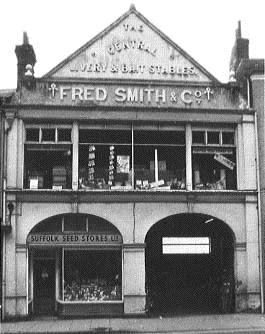 THE
CENTRAL
LIVERY & BAIT STABLES.
FRED SMITH & Co.
SUFFOLK SEED STORES LTD